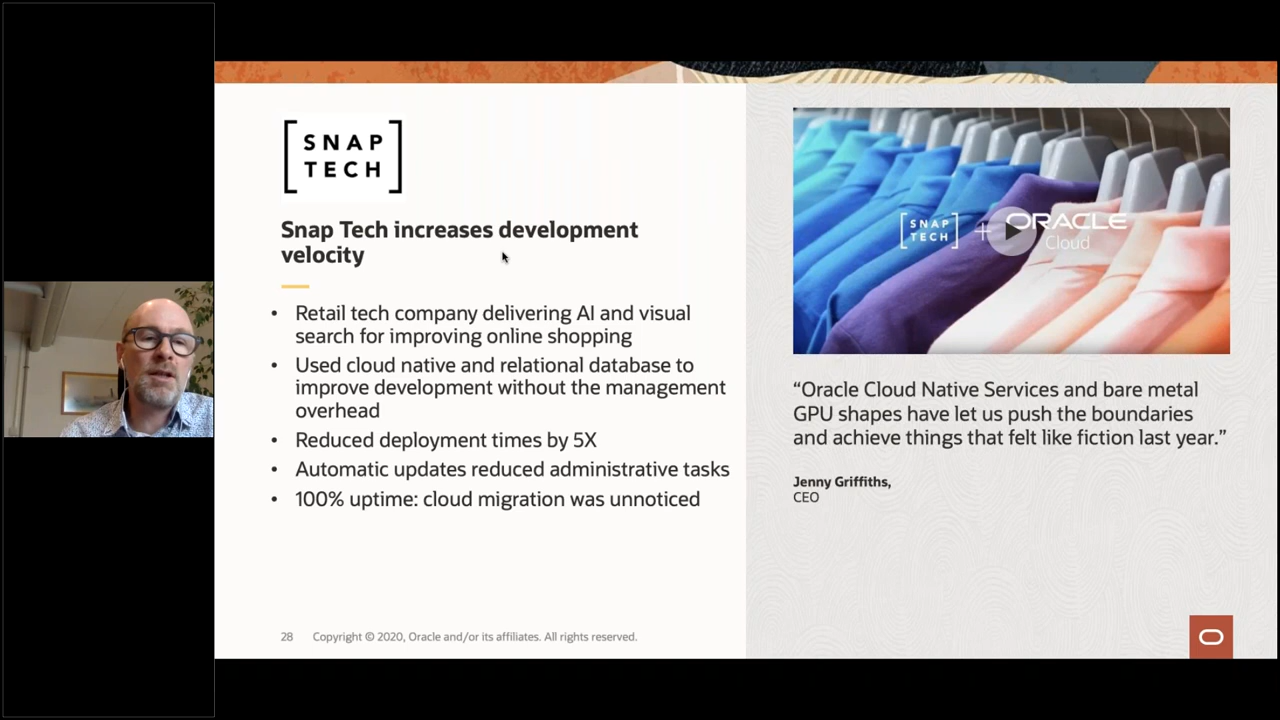 SNAP
TECH
Snap Tech increases development
velocity
• Retail tech company delivering AI and visual
search for improving online shopping
• Used cloud native and relational database to
improve development without the management
overhead
• Reduced deployment times by 5X
• Automatic updates reduced administrative tasks
• 100% uptime: cloud migration was unnoticed
28 Copyright © 2020, Oracle and/or its affiliates. All rights reserved.
SNAP
TECH
+ ORACLE
Cloud
“Oracle Cloud Native Services and bare metal
GPU shapes have let us push the boundaries
and achieve things that felt like fiction last year.”
Jenny Griffiths,
CEO